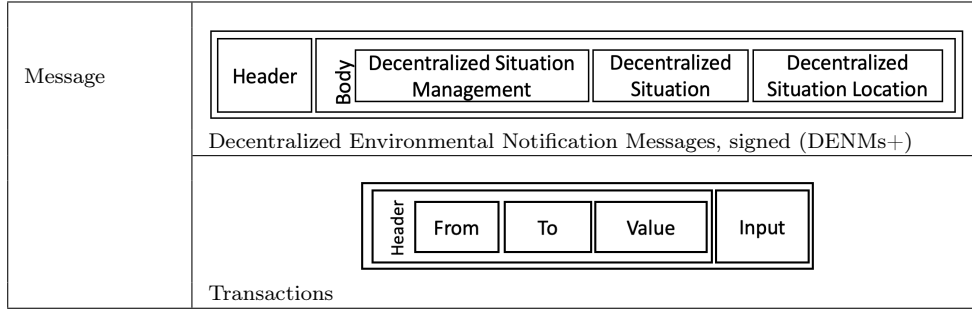 Message
Header
Body
Decentralized Situation
Management
Decentralized
Situation
Decentralized
Situation Location
Decentralized Environmental Notification Messages, signed (DENMs+)
Header
From
To
Value
Input
Transactions